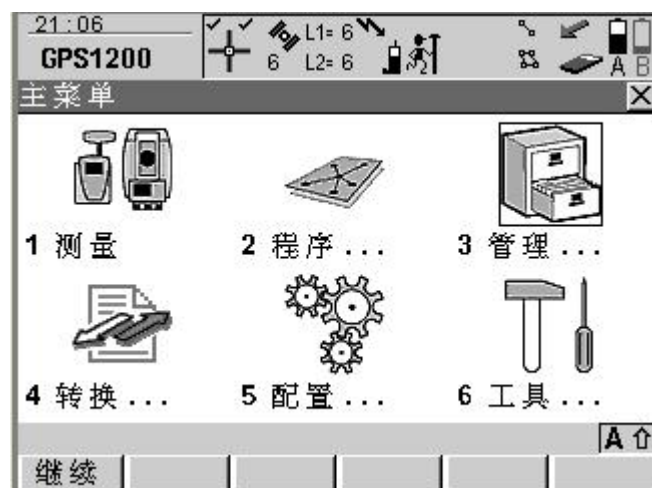 21:06
GPS1200
6 L1= 6
L2= 6
A B
主菜单
1 测量
2 程序...
3 管理...
4 转换...
5 配置...
6 工具...
A
继续